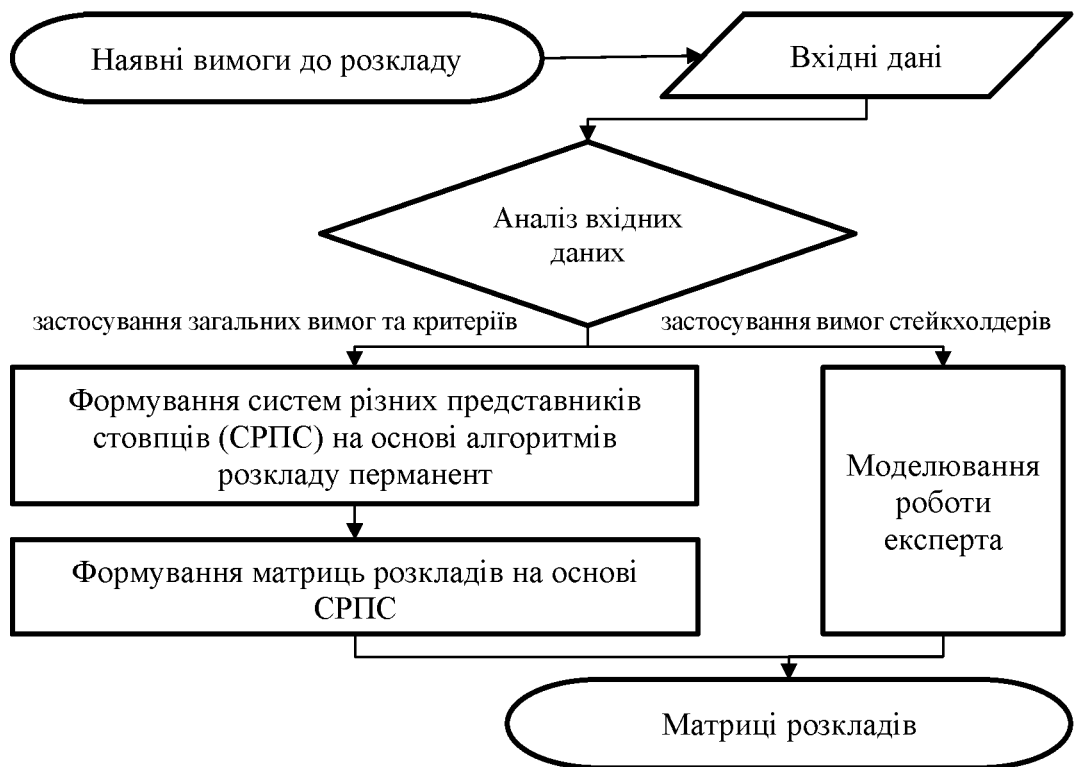 Наявні вимоги до розкладу
Вхідні дані
Аналіз вхідних
даних
застосування загальних вимог та критеріїв
застосування вимог стейкхолдерів
Формування систем різних представників
стовпців (СРПС) на основі алгоритмів
розкладу перманент
Моделювання
роботи
експерта
Формування матриць розкладів на основі
СРПС
Матриці розкладів